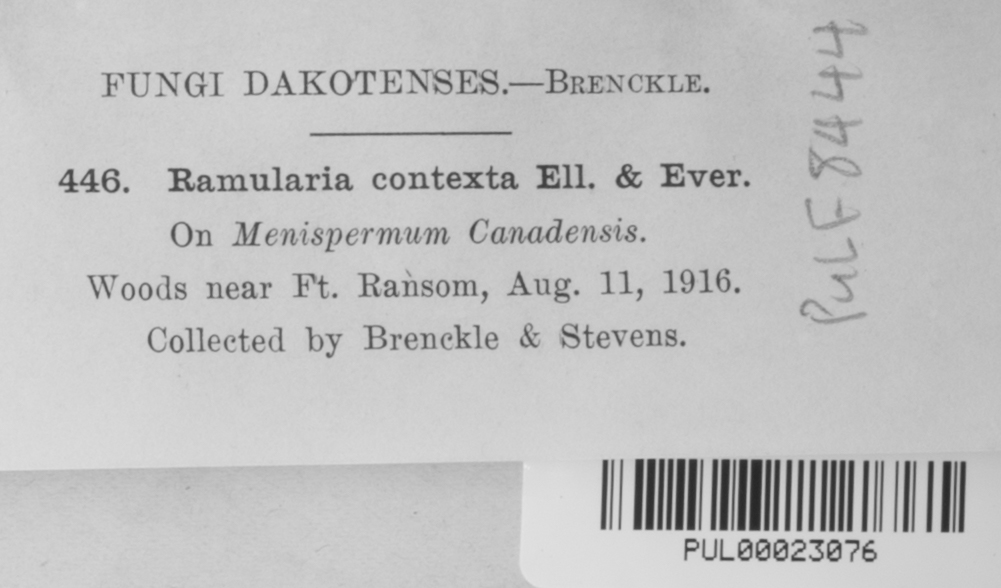 FUNGI DAKOTENSES.—BRENCKLE.
446. Ramularia contexta Ell. & Ever.
On Menispermum Canadensis.
Woods near Ft. Ransom, Aug. 11, 1916.
Collected by Brenckle & Stevens.
PUL F 8444
PUL00023076